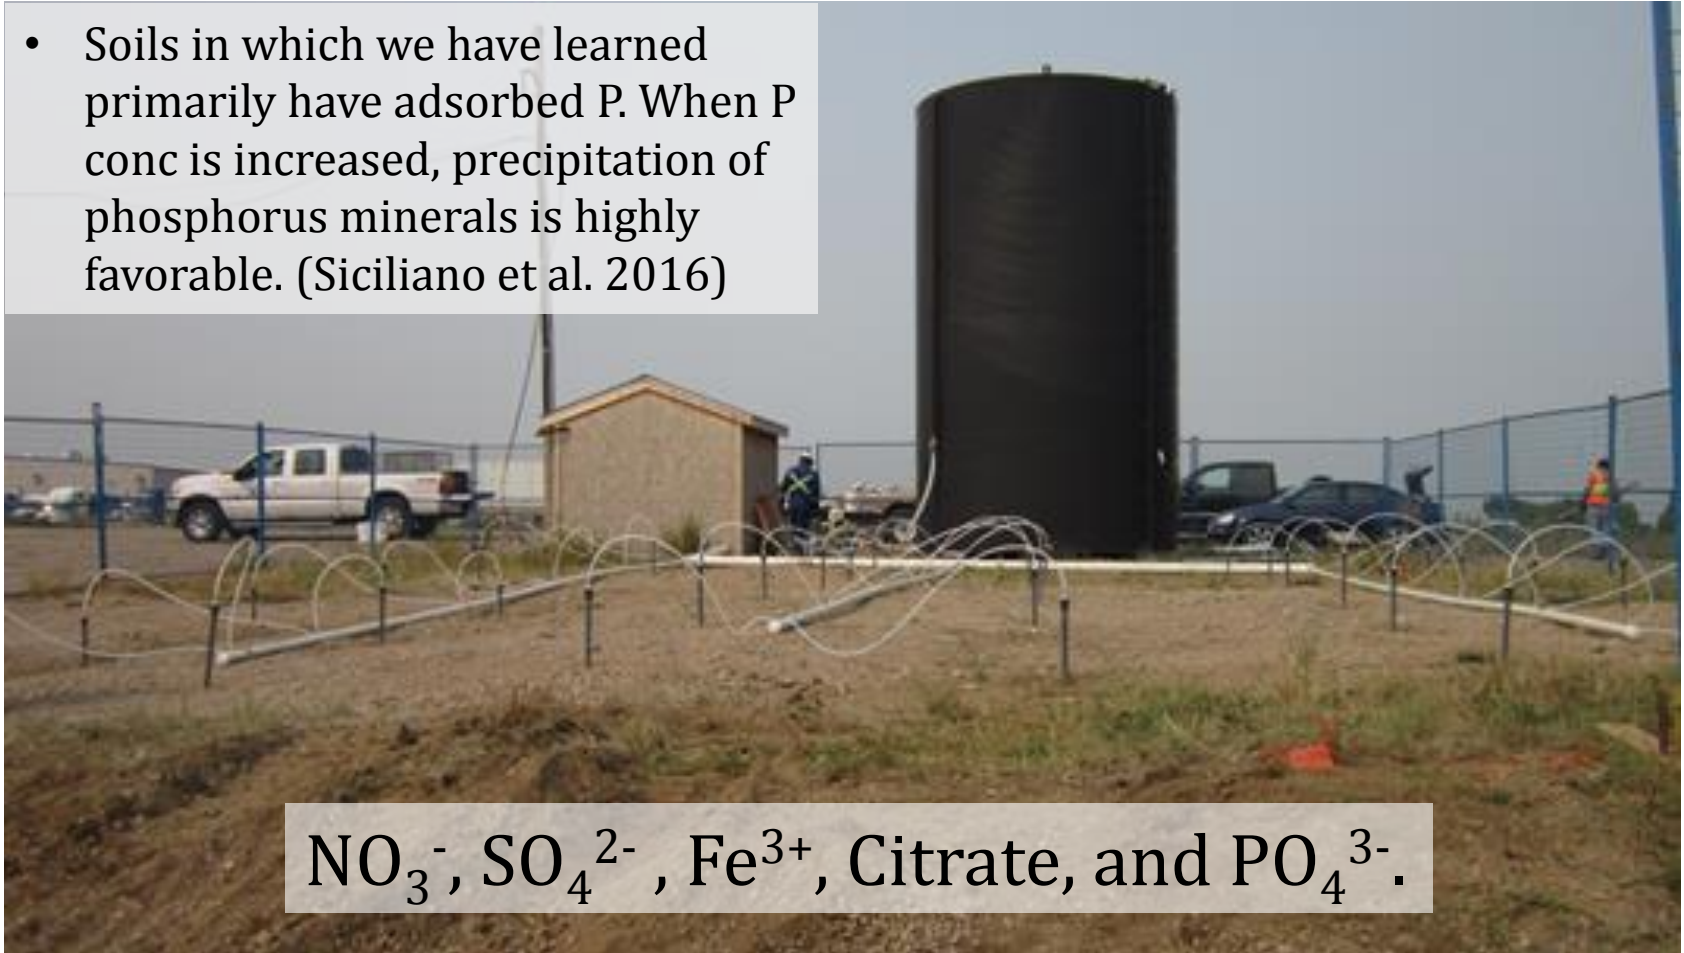 • Soils in which we have learned
primarily have adsorbed P. When P
conc is increased, precipitation of
phosphorus minerals is highly
favorable. (Siciliano et al. 2016)
NO₃⁻, SO₄²⁻ , Fe³⁺, Citrate, and PO₄³⁻.